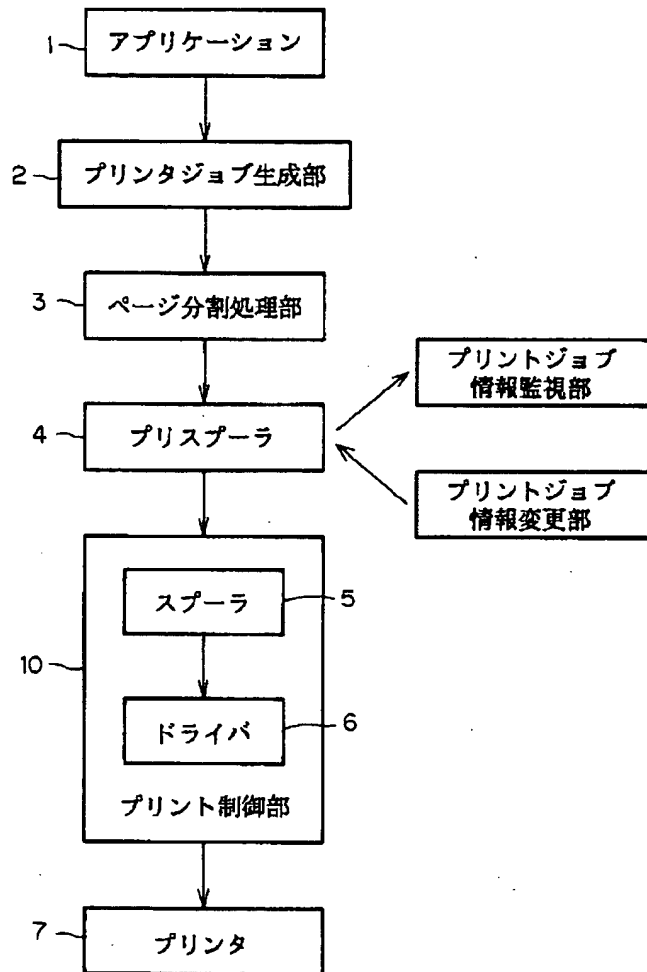 1
アプリケーション
2
プリンタジョブ生成部
3
ページ分割処理部
プリントジョブ
情報監視部
4
プリスプーラ
プリントジョブ
情報変更部
スプーラ
5
10
ドライバ
6
プリント制御部
7
プリンタ